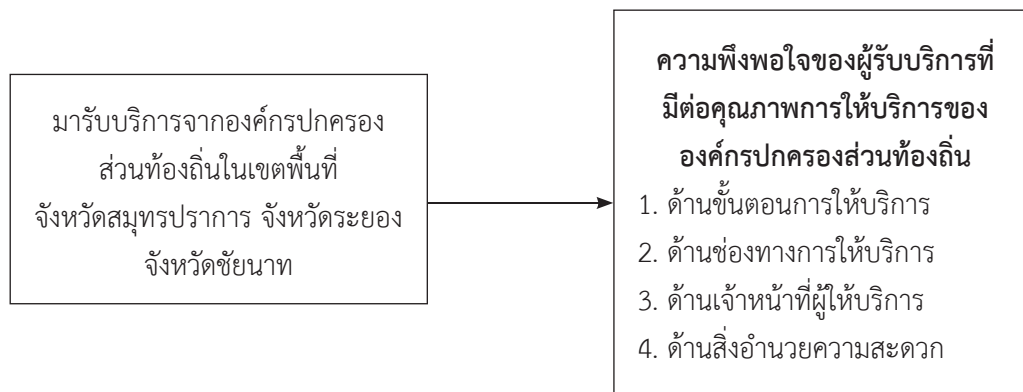 มารับบริการจากองค์กรปกครอง
ส่วนท้องถิ่นในเขตพื้นที่
จังหวัดสมุทรปราการ จังหวัดระยอง
จังหวัดชัยนาท
ความพึงพอใจของผู้รับบริการที่
มีต่อคุณภาพการให้บริการของ
องค์กรปกครองส่วนท้องถิ่น
1. ด้านขั้นตอนการให้บริการ
2. ด้านช่องทางการให้บริการ
3. ด้านเจ้าหน้าที่ผู้ให้บริการ
4. ด้านสิ่งอำนวยความสะดวก